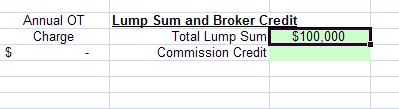 Annual OT Lump Sum and Broker Credit
Charge Total Lump Sum $100,000
$ - Commission Credit